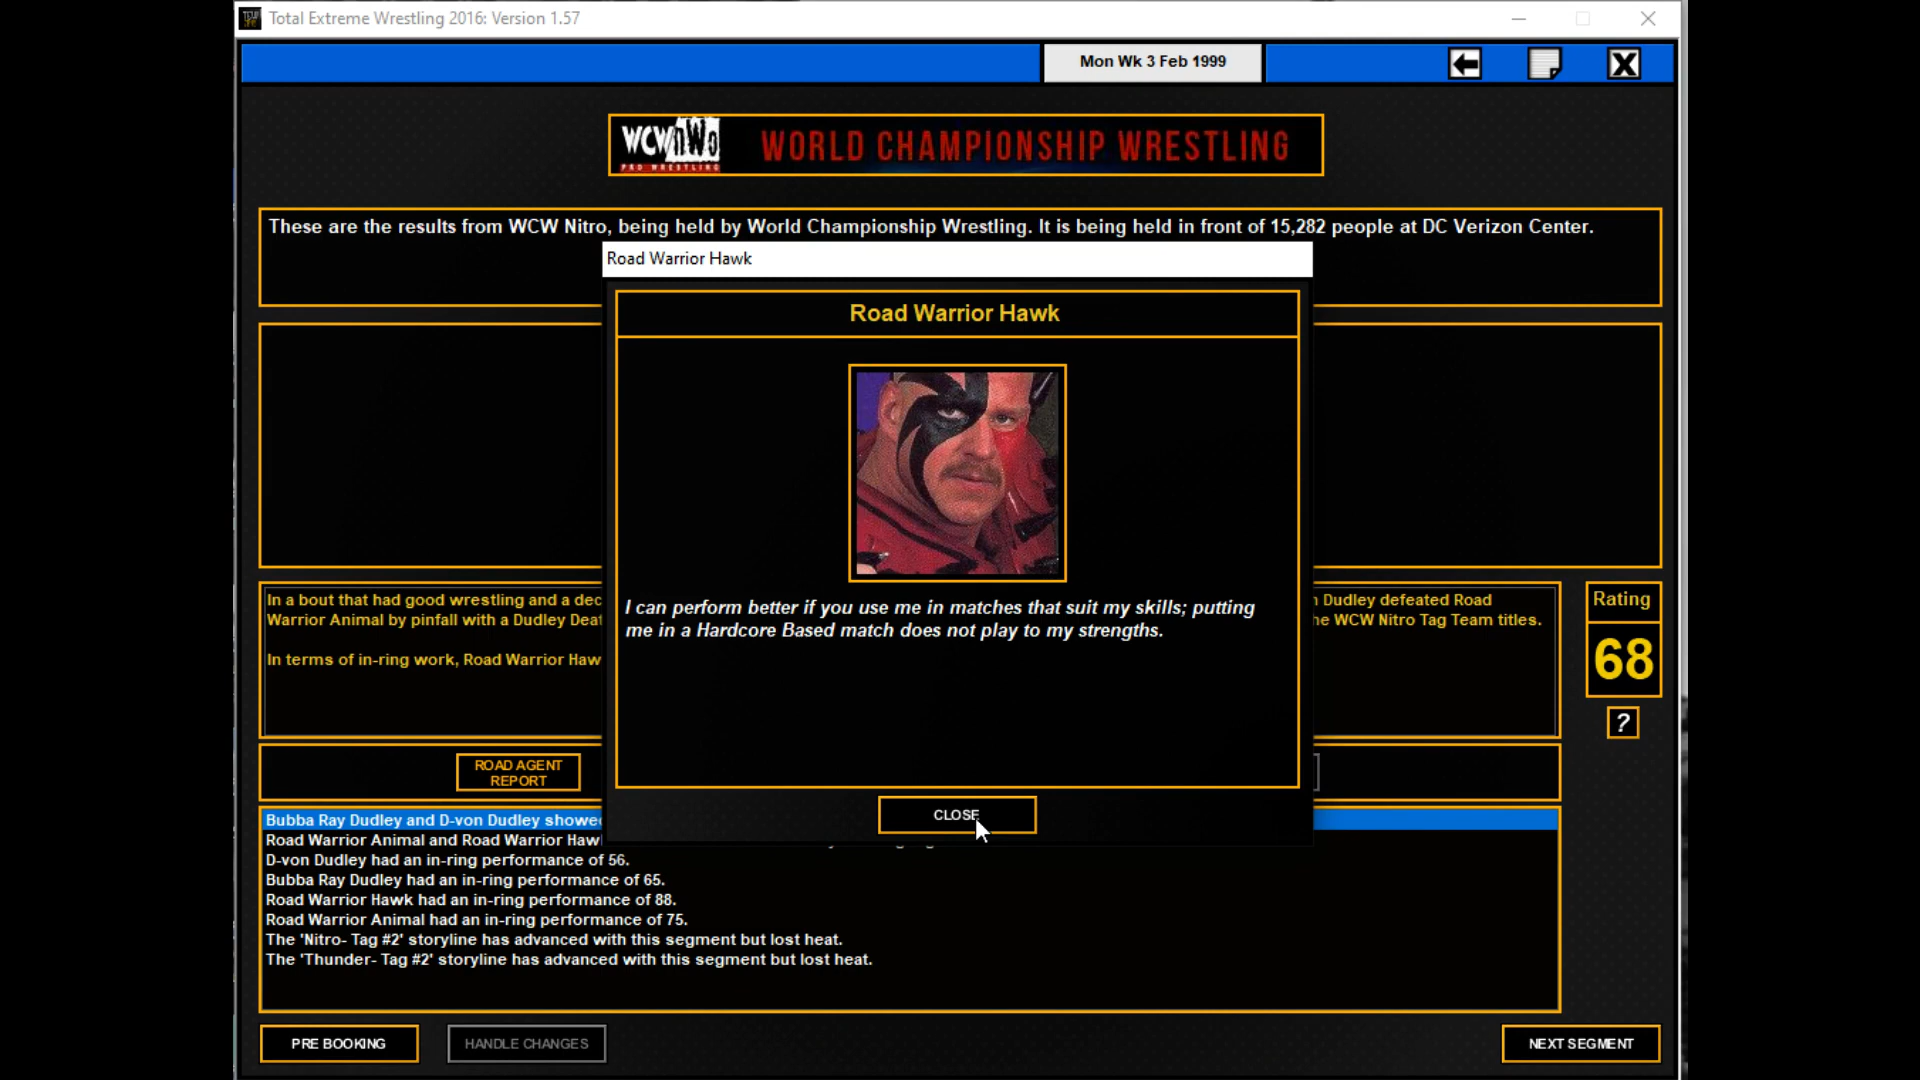 Total Extreme Wrestling 2016: Version 1.57
Mon Wk 3 Feb 1999
WCW nWo
PRO WRESTLING
WORLD CHAMPIONSHIP WRESTLING
These are the results from WCW Nitro, being held by World Championship Wrestling. It is being held in front of 15,282 people at DC Verizon Center.
Road Warrior Hawk
Road Warrior Hawk
I can perform better if you use me in matches that suit my skills; putting
me in a Hardcore Based match does not play to my strengths.
CLOSE
In a bout that had good wrestling and a
Dudley defeated Road
Warrior Animal by pinfall with a Dudley
WCW Nitro Tag Team titles.
In terms of in-ring work, Road Warrior
Rating
68
?
ROAD AGENT
REPORT
Bubba Ray Dudley and D-von Dudley
Road Warrior Animal and Road Warrior
D-von Dudley had an in-ring performance of 56.
Bubba Ray Dudley had an in-ring performance of 65.
Road Warrior Hawk had an in-ring performance of 88.
Road Warrior Animal had an in-ring performance of 75.
The 'Nitro- Tag #2' storyline has advanced with this segment but lost heat.
The 'Thunder- Tag #2' storyline has advanced with this segment but lost heat.
PRE BOOKING
HANDLE CHANGES
NEXT SEGMENT